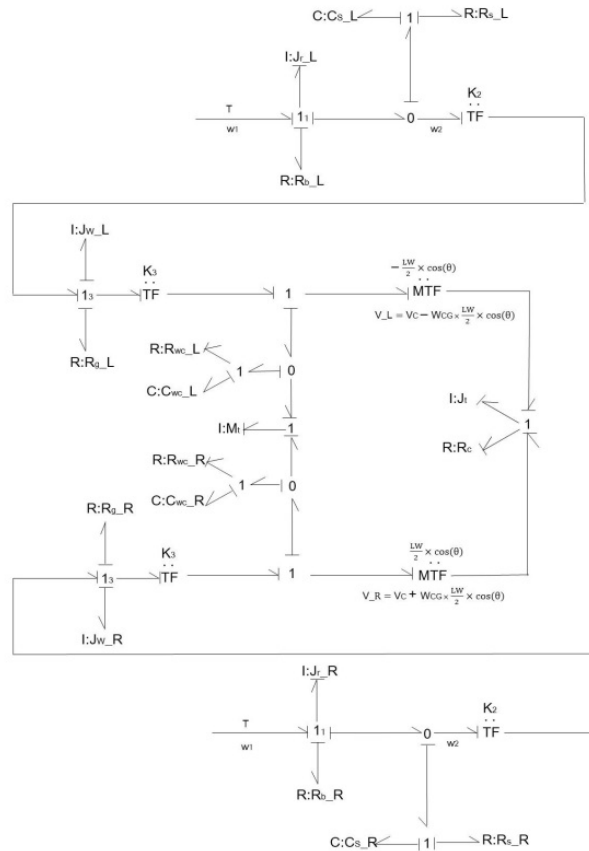 C:Cs_L 1 R:Rs_L
I:Jr_L
T K2
w1 11 0 w2 TF
R:Rb_L
I:Jw_L
K3 − LW/2 × cos(θ)
13 TF 1 MTF
V_L = Vc − WCG × LW/2 × cos(θ)
R:Rg_L
R:Rwc_L
1 0
C:Cwc_L
I:Jt
I:Mt 1 1
R:Rc
R:Rwc_R
1 0
C:Cwc_R
R:Rg_R
K3 LW/2 × cos(θ)
13 TF 1 MTF
V_R = Vc + WCG × LW/2 × cos(θ)
I:Jw_R
I:Jr_R
T K2
w1 11 0 w2 TF
R:Rb_R
C:Cs_R 1 R:Rs_R